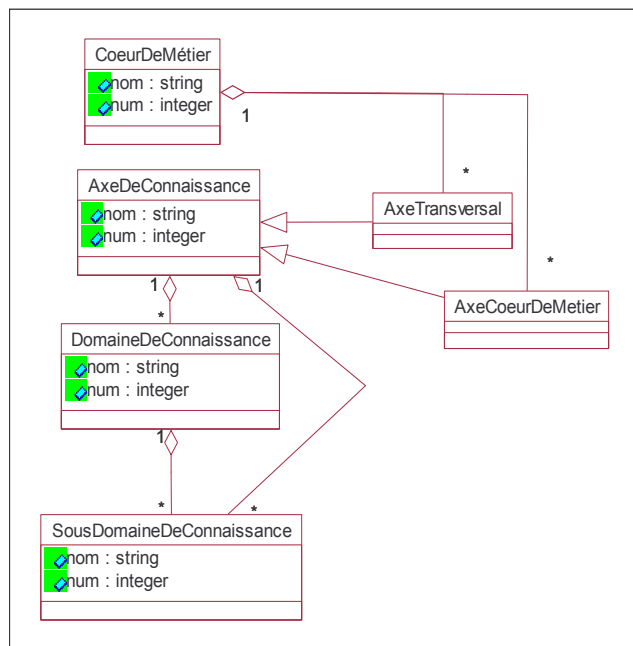 CoeurDeMétier
nom : string
num : integer
1
*
AxeDeConnaissance
nom : string
num : integer
AxeTransversal
*
AxeCoeurDeMetier
1
1
*
DomaineDeConnaissance
nom : string
num : integer
1
*
*
SousDomaineDeConnaissance
nom : string
num : integer